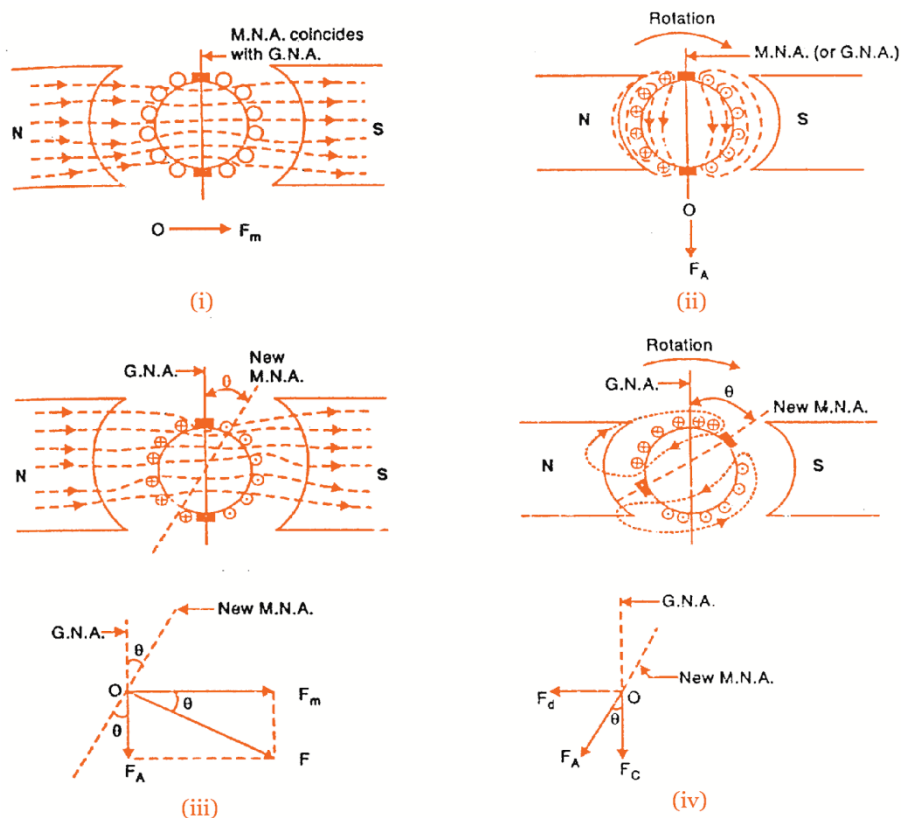 M.N.A. coincides
with G.N.A.
N
S
O
Fm
(i)
Rotation
M.N.A. (or G.N.A.)
N
S
O
FA
(ii)
G.N.A.
θ
New
M.N.A.
N
S
G.N.A.
New M.N.A.
θ
O
Fm
θ
θ
FA
F
(iii)
Rotation
G.N.A.
θ
New M.N.A.
N
S
G.N.A.
New M.N.A.
Fd
O
θ
FA
FC
(iv)